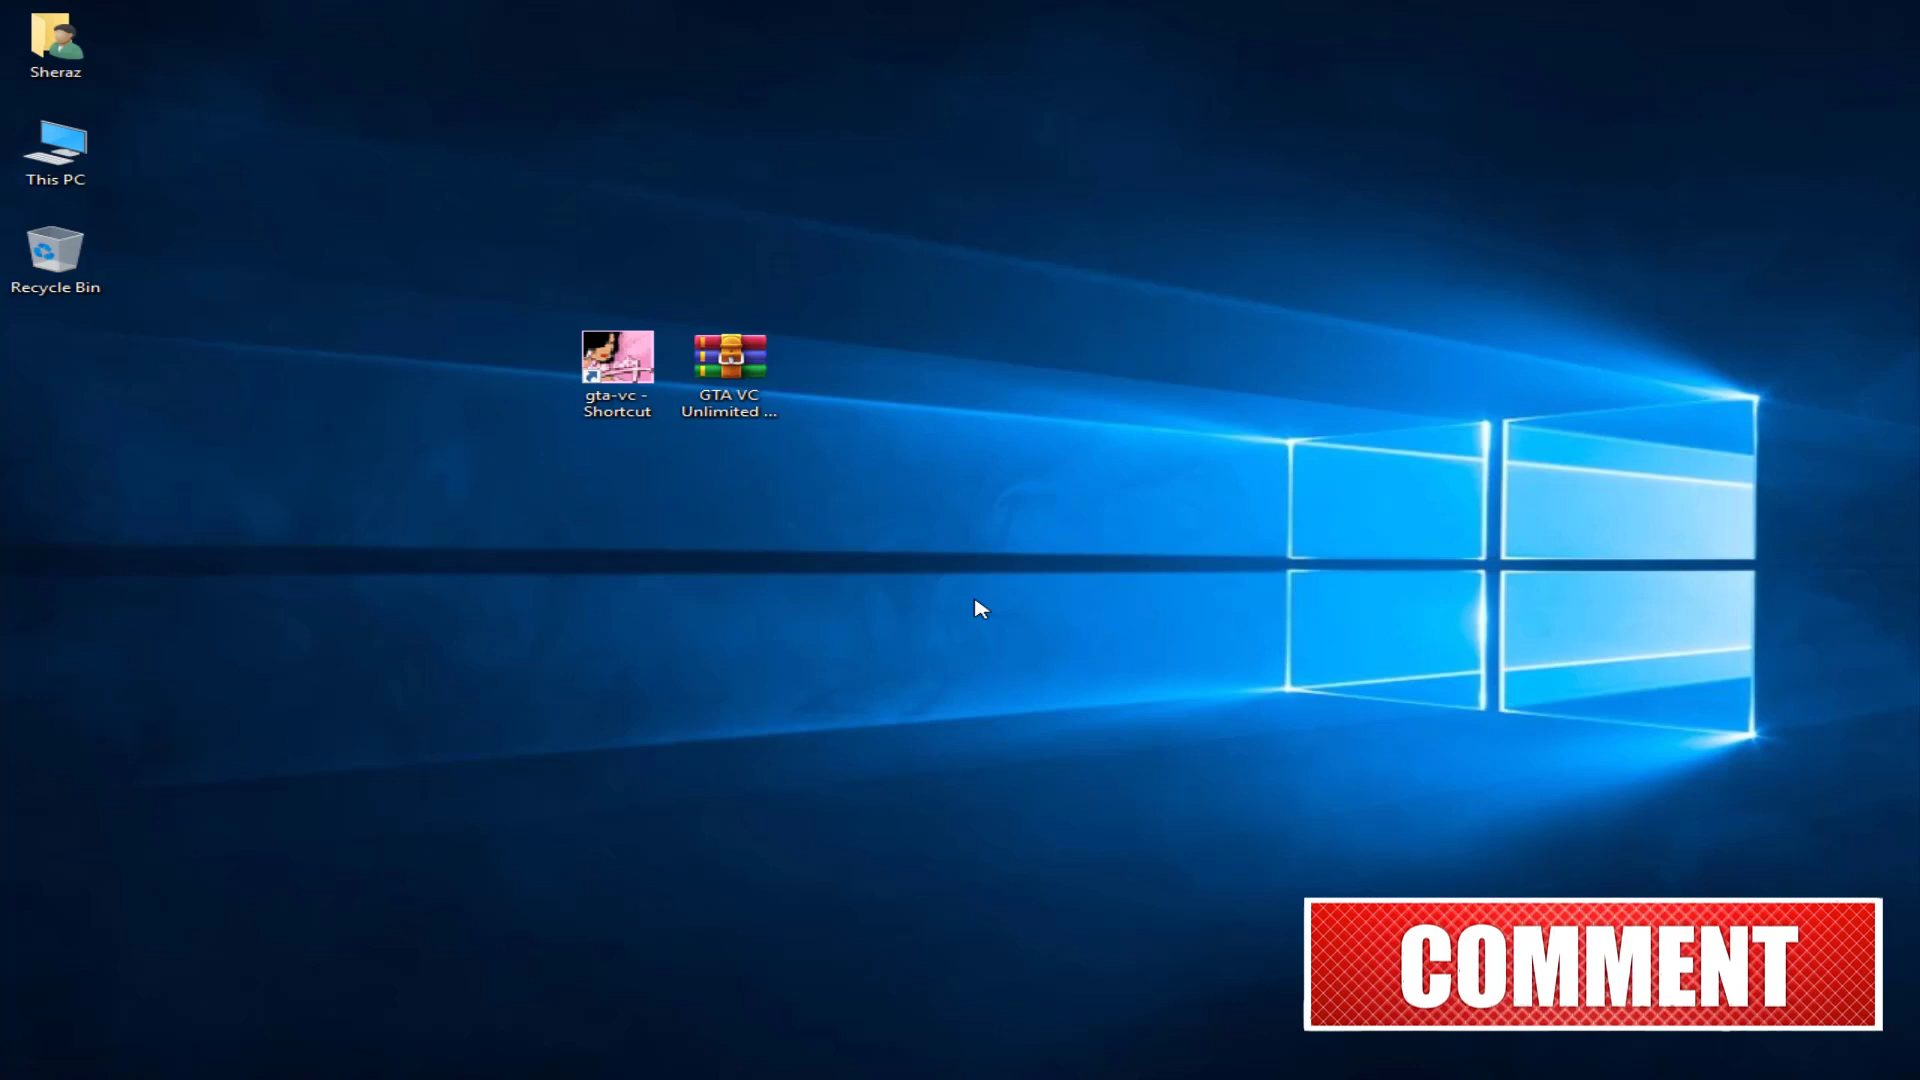 Sheraz
This PC
Recycle Bin
gta-vc -
Shortcut
GTA VC
Unlimited ...
COMMENT